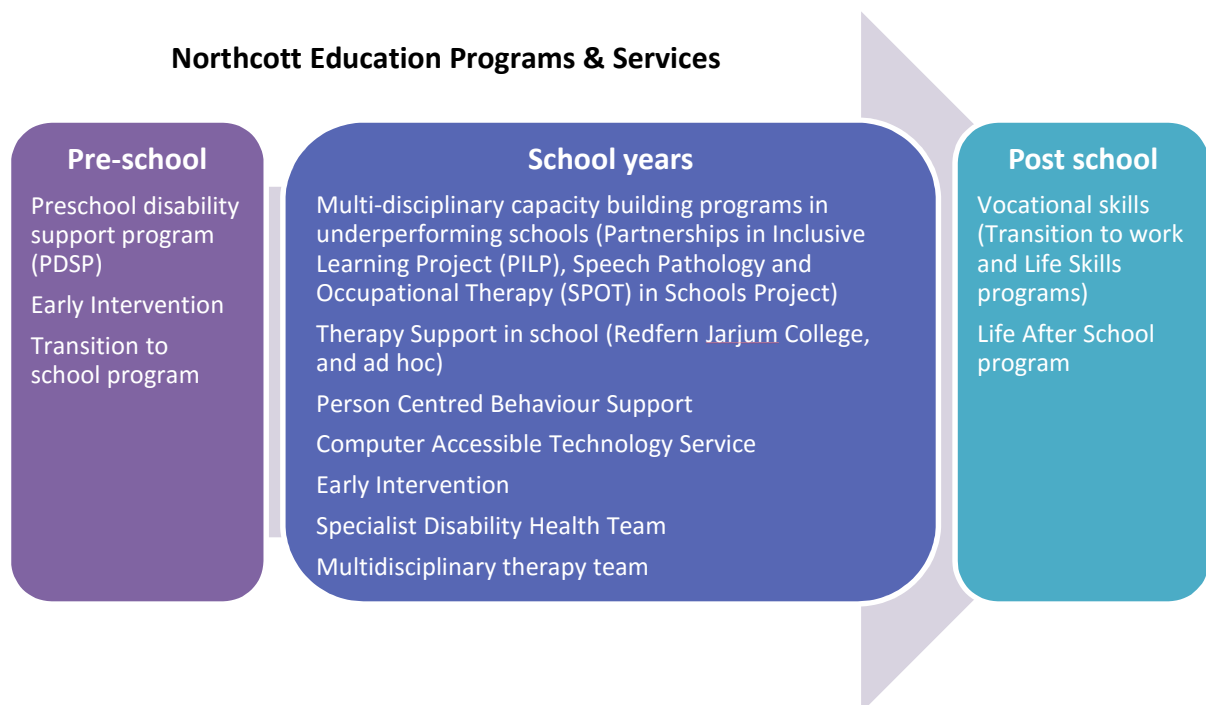 Northcott Education Programs & Services
Pre-school
Preschool disability
support program
(PDSP)
Early Intervention
Transition to
school program
School years
Multi-disciplinary capacity building programs in
underperforming schools (Partnerships in Inclusive
Learning Project (PILP), Speech Pathology and
Occupational Therapy (SPOT) in Schools Project)
Therapy Support in school (Redfern Jarjum College,
and ad hoc)
Person Centred Behaviour Support
Computer Accessible Technology Service
Early Intervention
Specialist Disability Health Team
Multidisciplinary therapy team
Post school
Vocational skills
(Transition to work
and Life Skills
programs)
Life After School
program